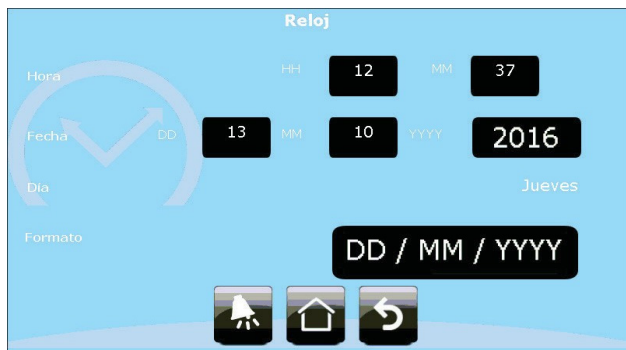 Reloj
Hora HH 12 MM 37
Fecha DD 13 MM 10 YYYY 2016
Día Jueves
Formato DD / MM / YYYY